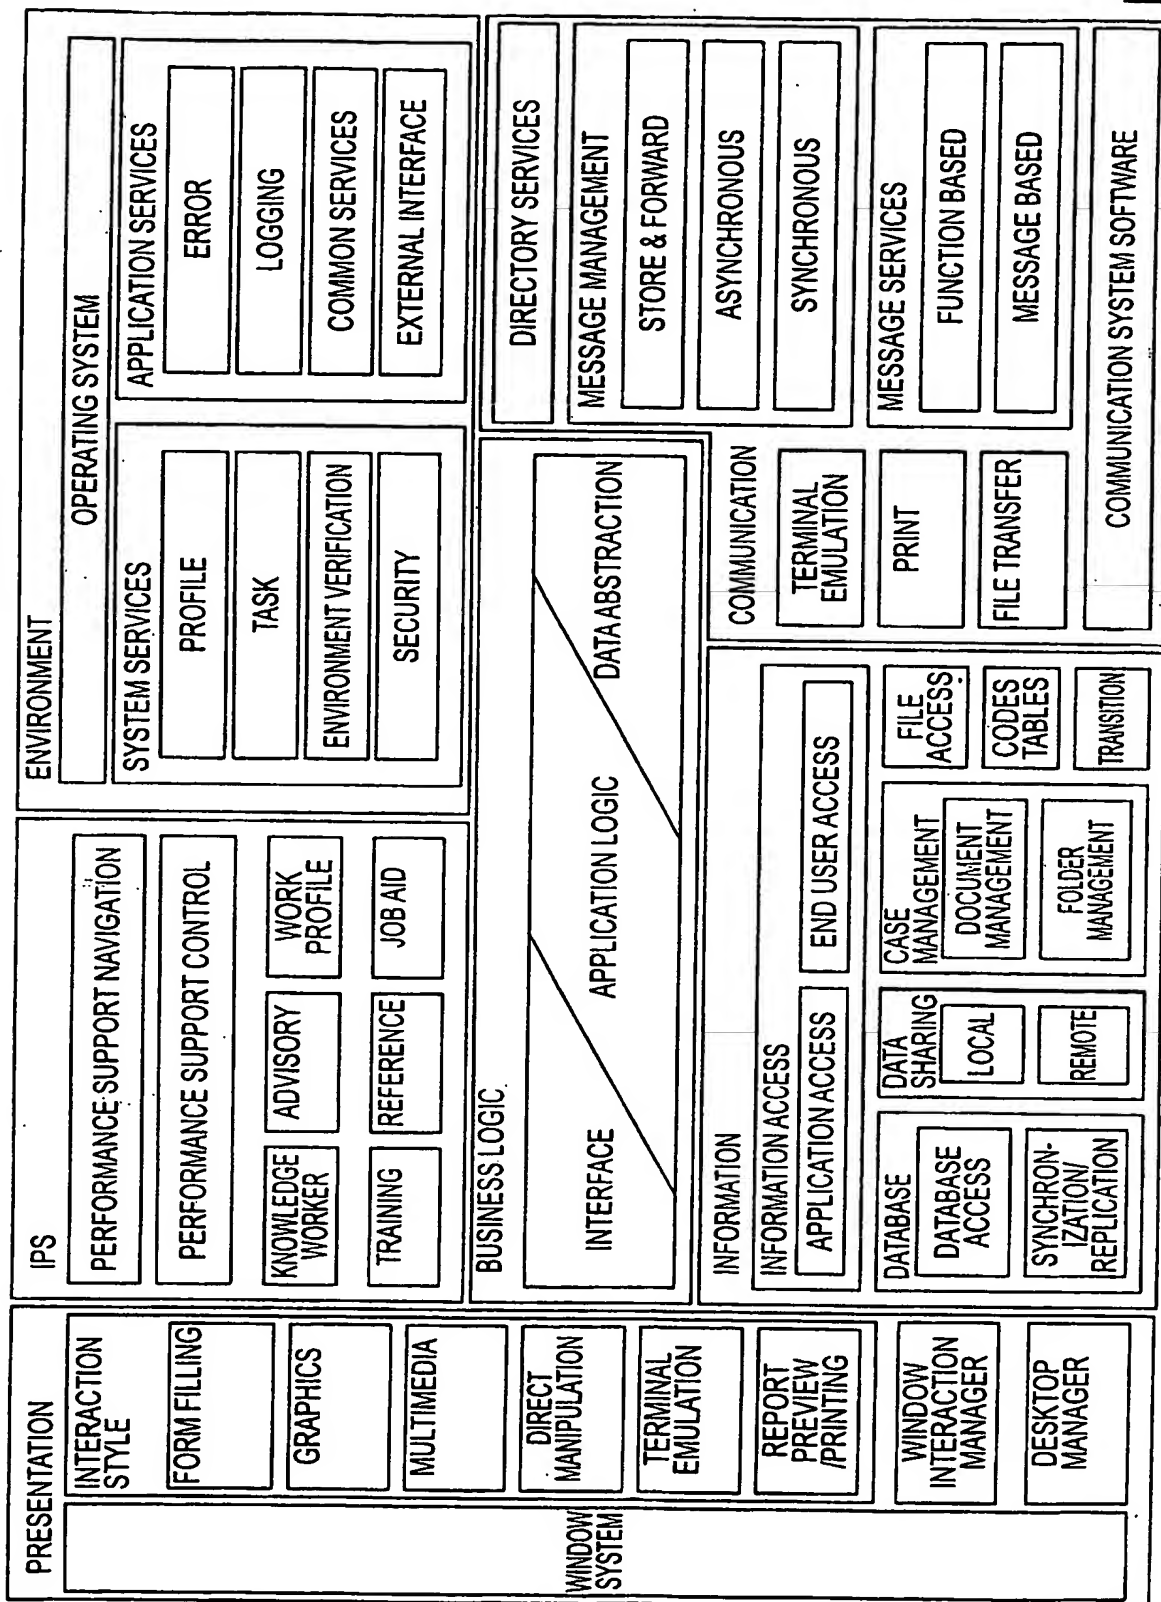 PRESENTATION
WINDOW
SYSTEM
INTERACTION
STYLE
FORM FILLING
GRAPHICS
MULTIMEDIA
DIRECT
MANIPULATION
TERMINAL
EMULATION
REPORT
PREVIEW
/PRINTING
WINDOW
INTERACTION
MANAGER
DESKTOP
MANAGER
IPS
PERFORMANCE SUPPORT NAVIGATION
PERFORMANCE SUPPORT CONTROL
KNOWLEDGE
WORKER
ADVISORY
WORK
PROFILE
TRAINING
REFERENCE
JOB AID
ENVIRONMENT
OPERATING SYSTEM
SYSTEM SERVICES
PROFILE
TASK
ENVIRONMENT VERIFICATION
SECURITY
APPLICATION SERVICES
ERROR
LOGGING
COMMON SERVICES
EXTERNAL INTERFACE
BUSINESS LOGIC
INTERFACE
APPLICATION LOGIC
DATA ABSTRACTION
INFORMATION
INFORMATION ACCESS
APPLICATION ACCESS
END USER ACCESS
DATABASE
DATABASE
ACCESS
SYNCHRON-
IZATION/
REPLICATION
DATA
SHARING
LOCAL
REMOTE
CASE
MANAGEMENT
DOCUMENT
MANAGEMENT
FOLDER
MANAGEMENT
FILE
ACCESS
CODES
TABLES
TRANSITION
COMMUNICATION
TERMINAL
EMULATION
PRINT
FILE TRANSFER
DIRECTORY SERVICES
MESSAGE MANAGEMENT
STORE & FORWARD
ASYNCHRONOUS
SYNCHRONOUS
MESSAGE SERVICES
FUNCTION BASED
MESSAGE BASED
COMMUNICATION SYSTEM SOFTWARE